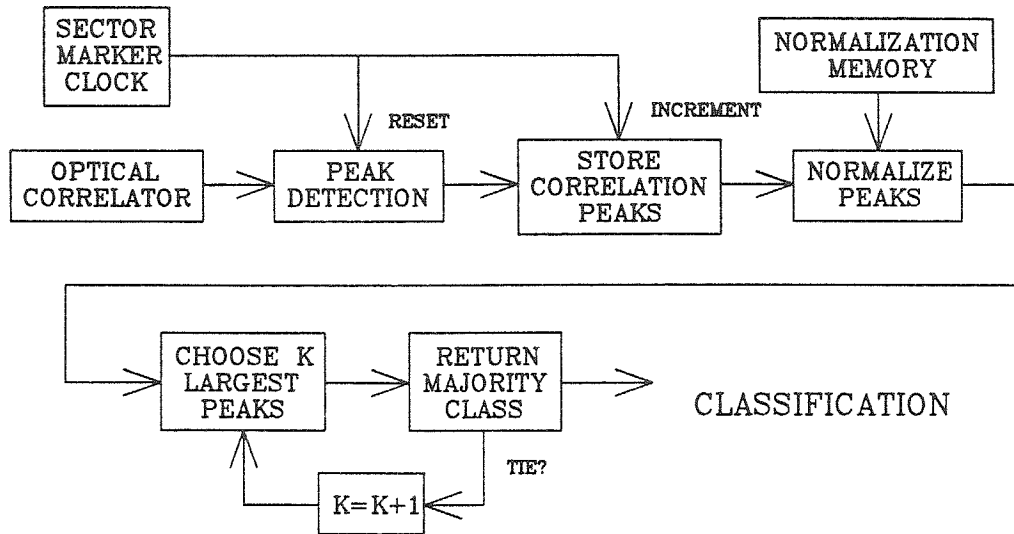 SECTOR
MARKER
CLOCK
NORMALIZATION
MEMORY
RESET
INCREMENT
OPTICAL
CORRELATOR
PEAK
DETECTION
STORE
CORRELATION
PEAKS
NORMALIZE
PEAKS
CHOOSE K
LARGEST
PEAKS
RETURN
MAJORITY
CLASS
CLASSIFICATION
TIE?
K=K+1